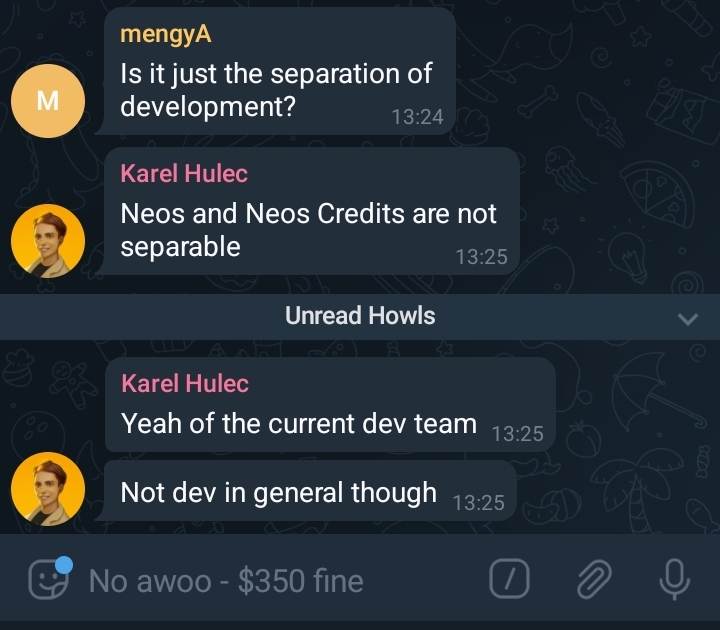 mengyA
Is it just the separation of
development?
13:24
M
Karel Hulec
Neos and Neos Credits are not
separable
13:25
Unread Howls
Karel Hulec
Yeah of the current dev team 13:25
Not dev in general though 13:25
No awoo - $350 fine